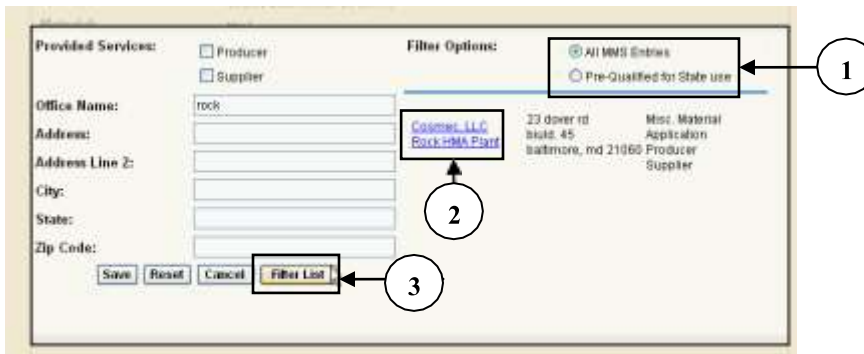 Provided Services:
Producer
Supplier
Filter Options:
All MMS Entries
Pre-Qualified for State use
1
Office Name:
rock
Address:
Address Line 2:
City:
State:
Zip Code:
Cosmec, LLC
Rock HMA Plant
23 dover rd
biuld. 45
baltimore, md 21060
Misc. Material
Application
Producer
Supplier
2
Save Reset Cancel Filter List
3